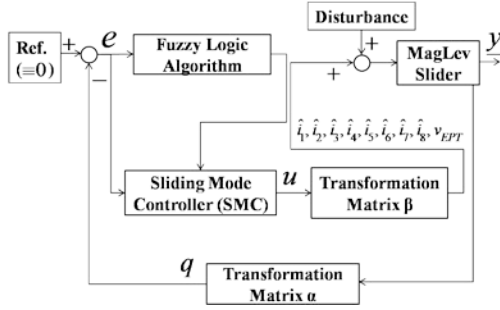 Disturbance
Ref.
(≡0)
+
−
e
Fuzzy Logic
Algorithm
+
+
MagLev
Slider
y
î₁, î₂, î₃, î₄, î₅, î₆, î₇, î₈, v_EPT
Sliding Mode
Controller (SMC)
u
Transformation
Matrix β
q
Transformation
Matrix α